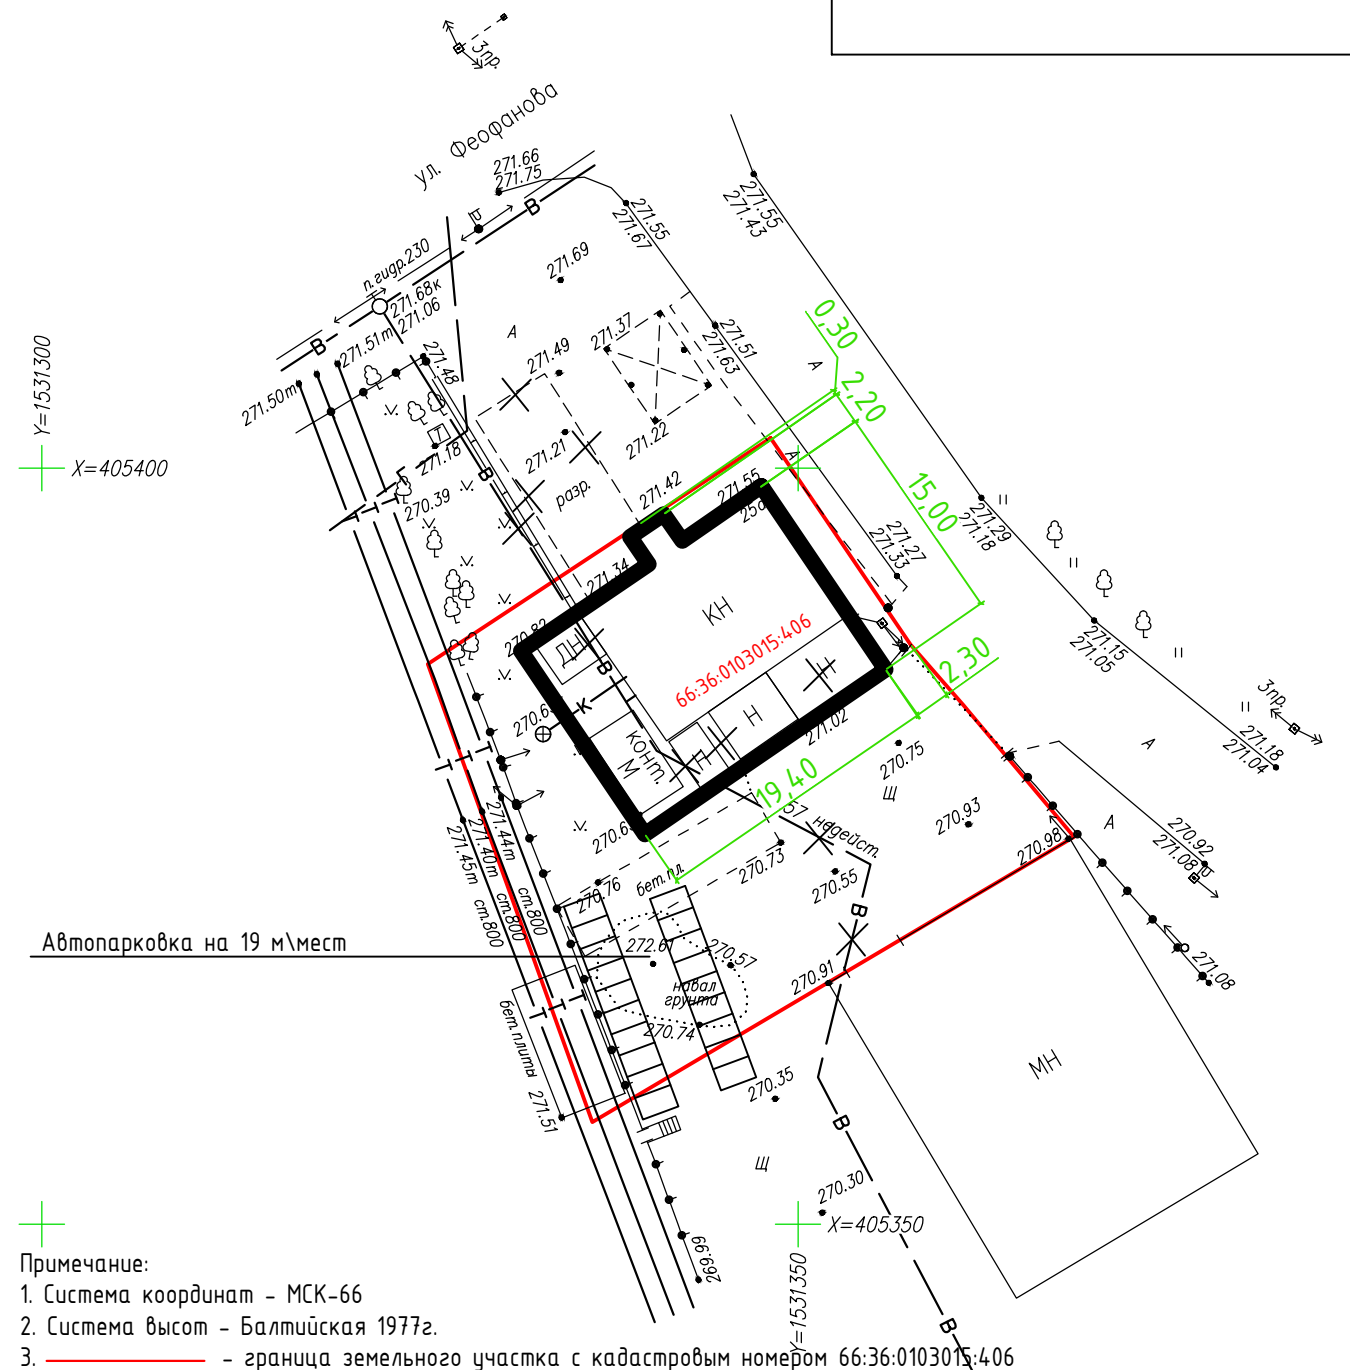 3пр.
ул. Феофанова
271.66
271.75
В
271.55
271.67
271.55
271.43
п.гидр.230
271.69
271.68к
271.06
В
271.51т
271.48
271.50т
А
271.49
271.37
271.51
271.63
А
0,30
2,20
Y=1531300
X=405400
271.18
Т
271.21
271.22
В
270.39
разр.
271.42
271.55
А
15,00
271.29
271.18
271.27
271.33
271.34
КН
66:36:0103015:406
270.82
ДН
В
К
Н
Н
П
конт.
М
271.02
2,30
271.15
271.05
3пр.
271.18
271.04
А
19,40
270.75
Щ
недейст.
270.93
270.98
А
270.92
271.08
271.44т
271.40т
271.45т
ст.800
ст.800
ст.800
270.76
бет.пл.
270.73
270.55
В
Автопарковка на 19 м\мест
272.61
270.57
навал
грунта
270.74
270.91
271.08
бет.плиты
271.51
270.35
МН
В
Щ
270.30
X=405350
Y=1531350
269.99
В
Примечание:
1. Система координат - МСК-66
2. Система высот - Балтийская 1977г.
3. - граница земельного участка с кадастровым номером 66:36:0103015:406